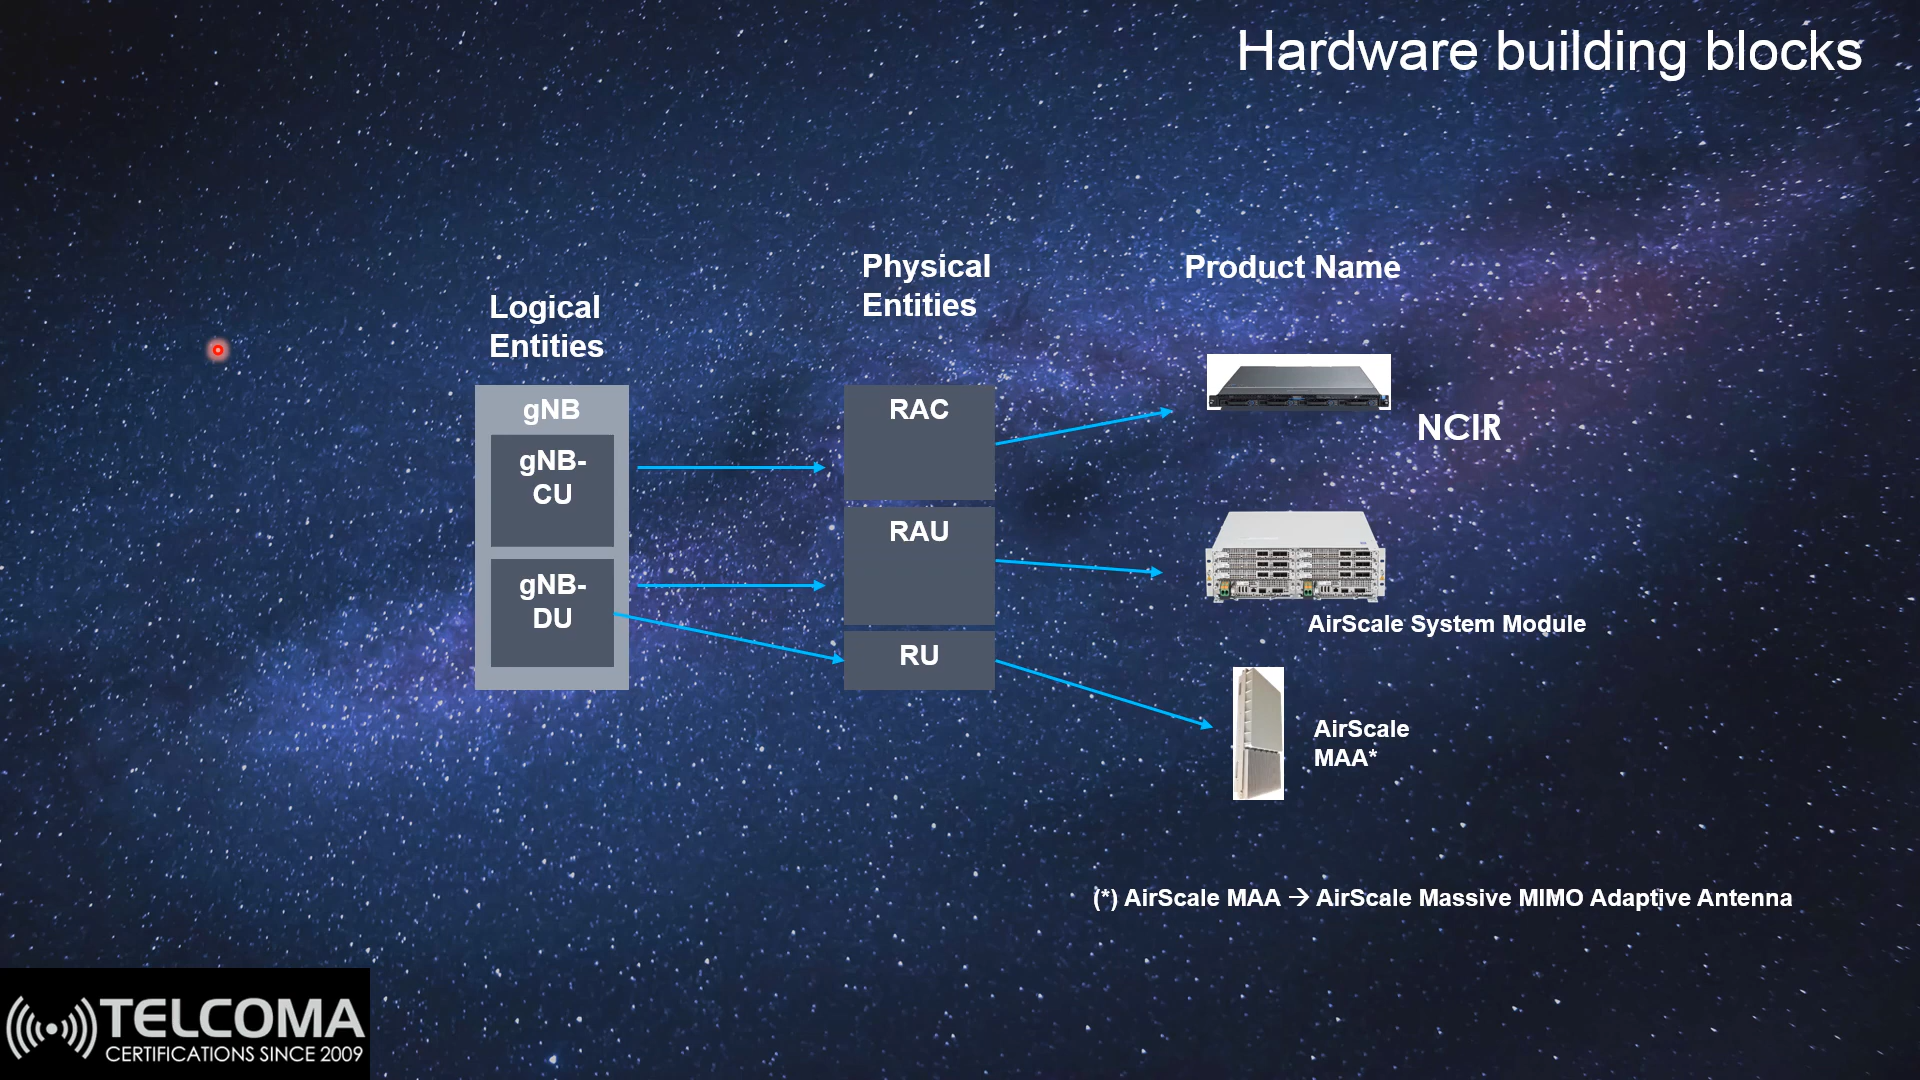 Hardware building blocks
Logical
Entities
gNB
gNB-
CU
gNB-
DU
Physical
Entities
RAC
RAU
RU
Product Name
NCIR
AirScale System Module
AirScale
MAA*
(*) AirScale MAA → AirScale Massive MIMO Adaptive Antenna
TELCOMA
CERTIFICATIONS SINCE 2009